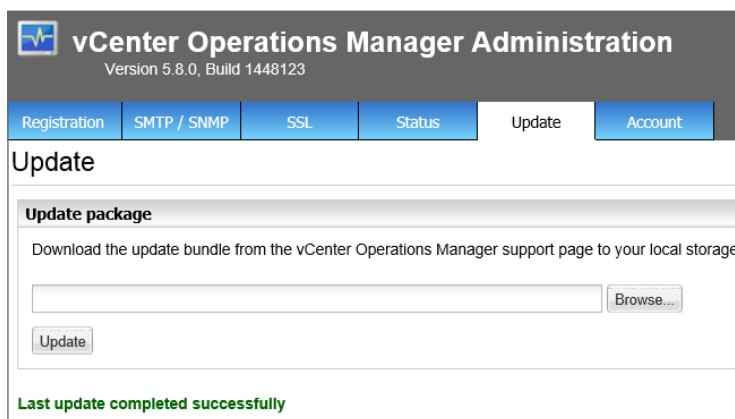 vCenter Operations Manager Administration
Version 5.8.0, Build 1448123
Registration SMTP / SNMP SSL Status Update Account
Update
Update package
Download the update bundle from the vCenter Operations Manager support page to your local storage
Browse...
Update
Last update completed successfully